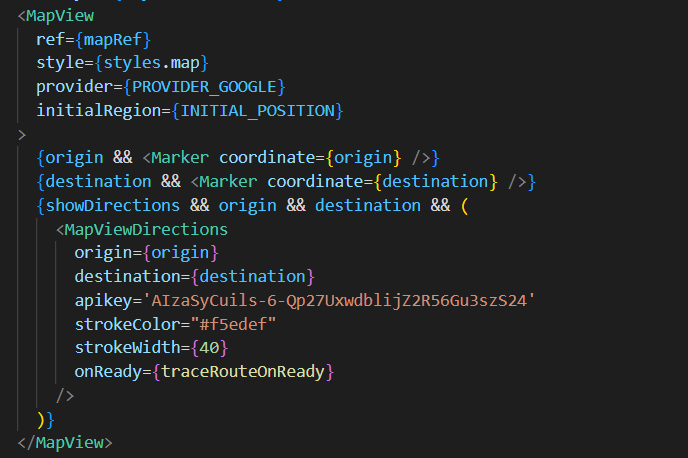 <MapView
ref={mapRef}
style={styles.map}
provider={PROVIDER_GOOGLE}
initialRegion={INITIAL_POSITION}
>
{origin && <Marker coordinate={origin} />}
{destination && <Marker coordinate={destination} />}
{showDirections && origin && destination && (
<MapViewDirections
origin={origin}
destination={destination}
apikey='AIzaSyCuils-6-Qp27UxwdblijZ2R56Gu3szS24'
strokeColor="#f5edef"
strokeWidth={40}
onReady={traceRouteOnReady}
/>
)}
</MapView>